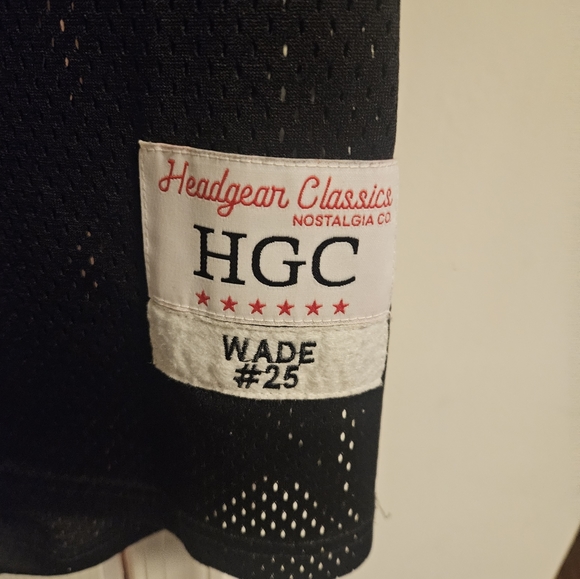 Headgear Classics
NOSTALGIA CO.
HGC
WADE
#25